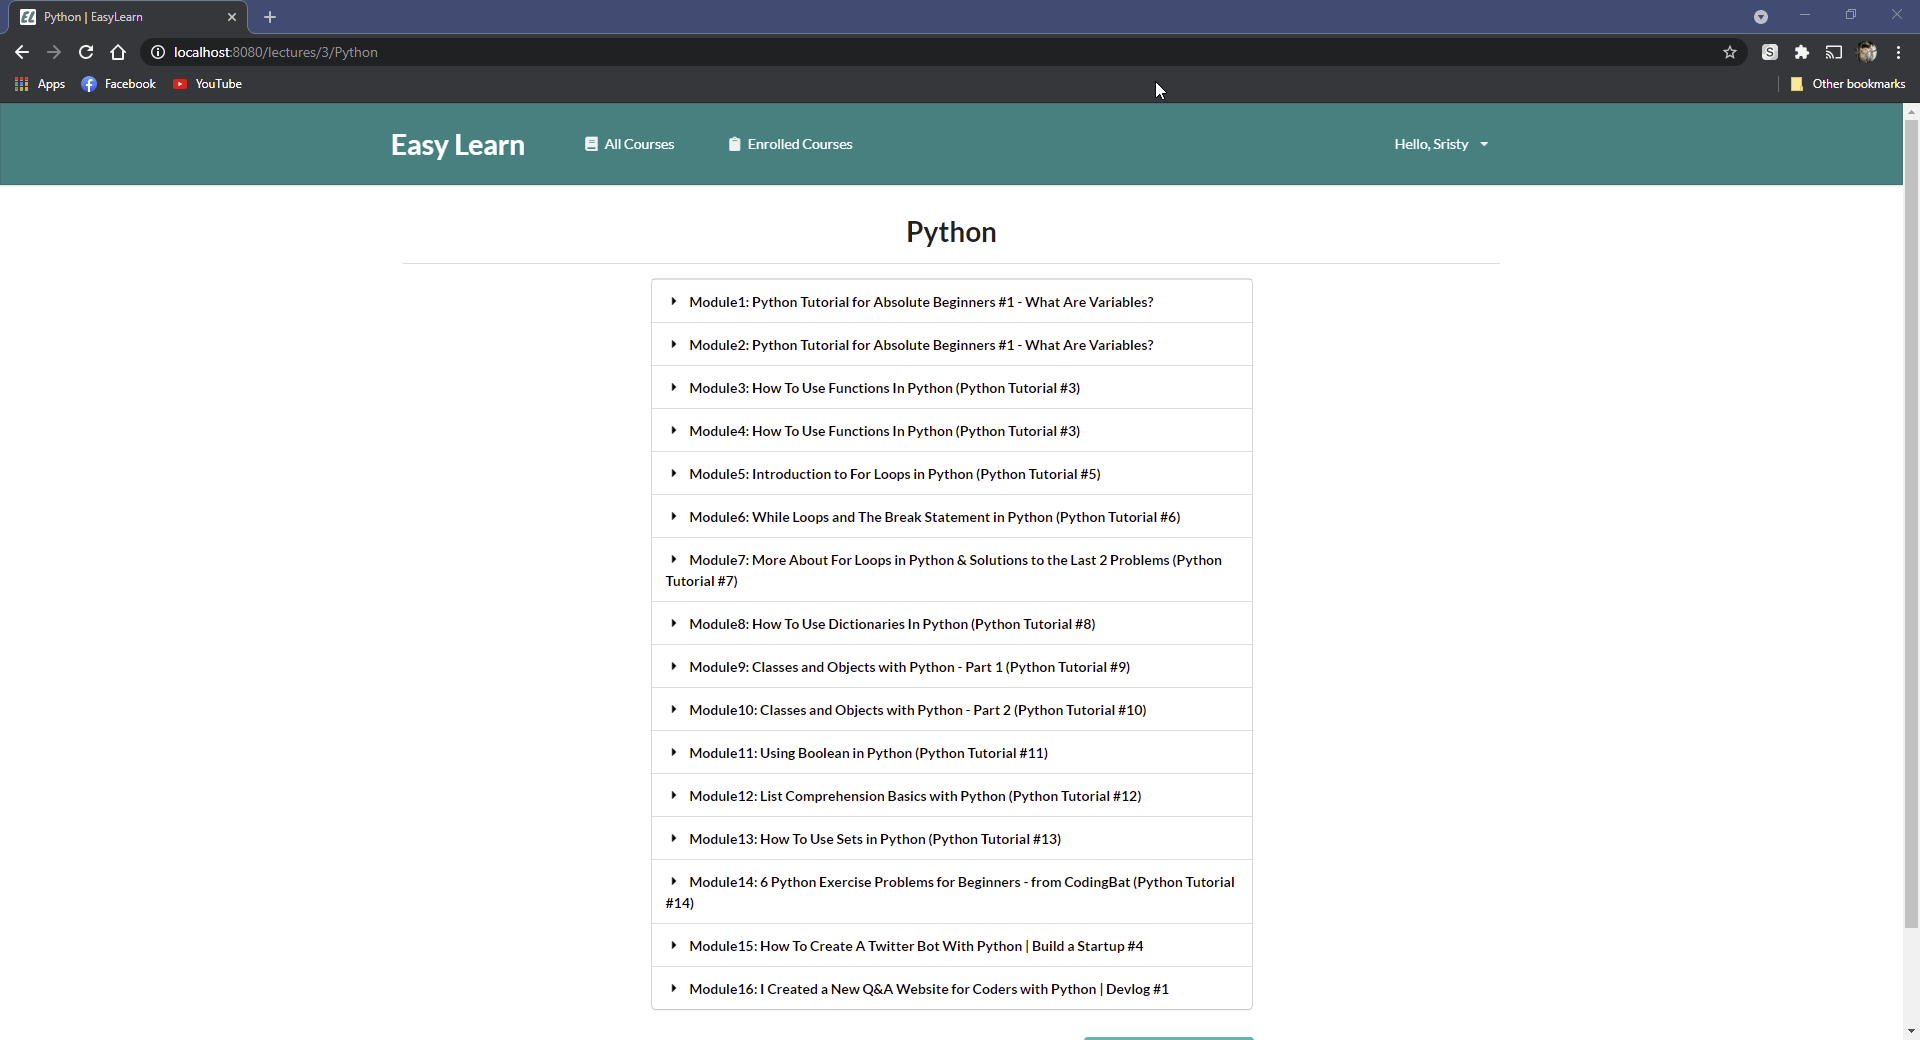 Python | EasyLearn
localhost:8080/lectures/3/Python
S
Apps Facebook YouTube Other bookmarks
Easy Learn All Courses Enrolled Courses Hello, Sristy
Python
Module1: Python Tutorial for Absolute Beginners #1 - What Are Variables?
Module2: Python Tutorial for Absolute Beginners #1 - What Are Variables?
Module3: How To Use Functions In Python (Python Tutorial #3)
Module4: How To Use Functions In Python (Python Tutorial #3)
Module5: Introduction to For Loops in Python (Python Tutorial #5)
Module6: While Loops and The Break Statement in Python (Python Tutorial #6)
Module7: More About For Loops in Python & Solutions to the Last 2 Problems (Python
Tutorial #7)
Module8: How To Use Dictionaries In Python (Python Tutorial #8)
Module9: Classes and Objects with Python - Part 1 (Python Tutorial #9)
Module10: Classes and Objects with Python - Part 2 (Python Tutorial #10)
Module11: Using Boolean in Python (Python Tutorial #11)
Module12: List Comprehension Basics with Python (Python Tutorial #12)
Module13: How To Use Sets in Python (Python Tutorial #13)
Module14: 6 Python Exercise Problems for Beginners - from CodingBat (Python Tutorial
#14)
Module15: How To Create A Twitter Bot With Python | Build a Startup #4
Module16: I Created a New Q&A Website for Coders with Python | Devlog #1